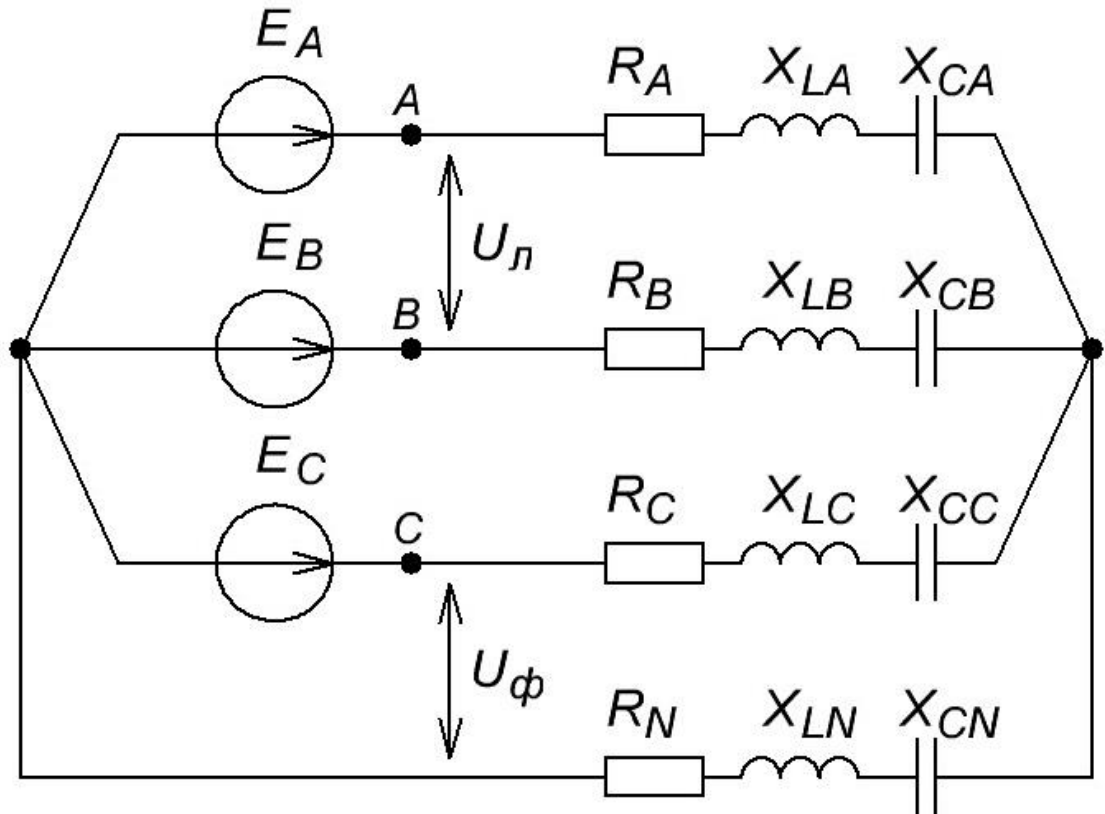 E_A
A
R_A X_LA X_CA
U_л
E_B
B
R_B X_LB X_CB
E_C
C
R_C X_LC X_CC
U_ф
R_N X_LN X_CN